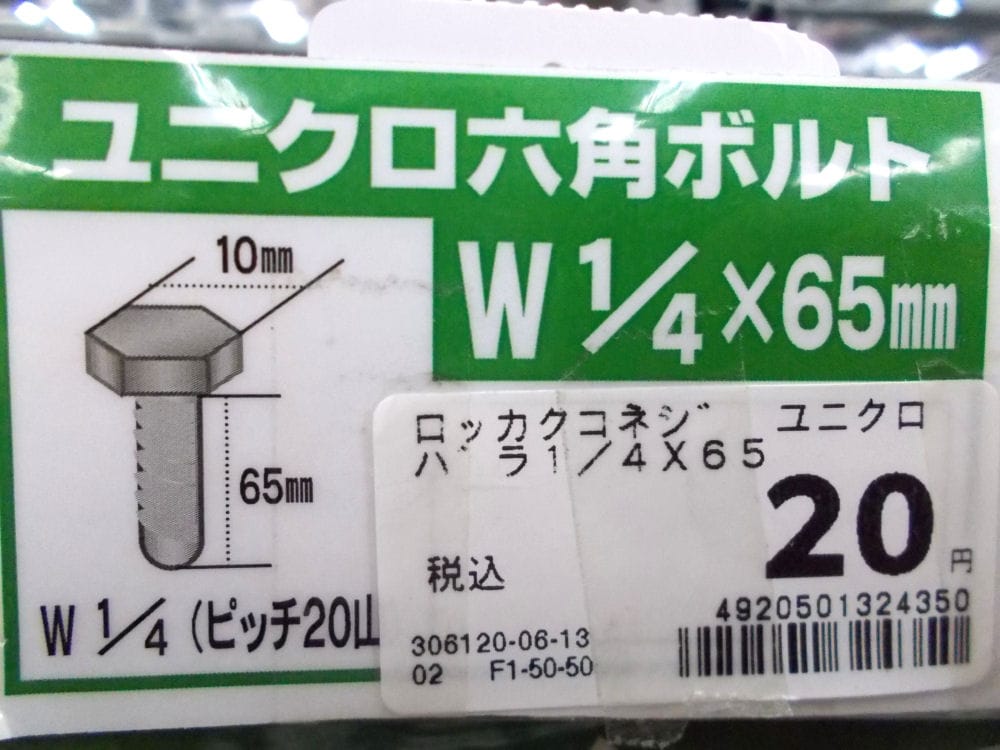 ユニクロ六角ボルト
W 1/4×65mm
10mm
65mm
W 1/4 (ピッチ20山
ロッカクコネジ ユニクロ
バラ1/4X65
20円
税込
4920501324350
306120-06-13
02 F1-50-50